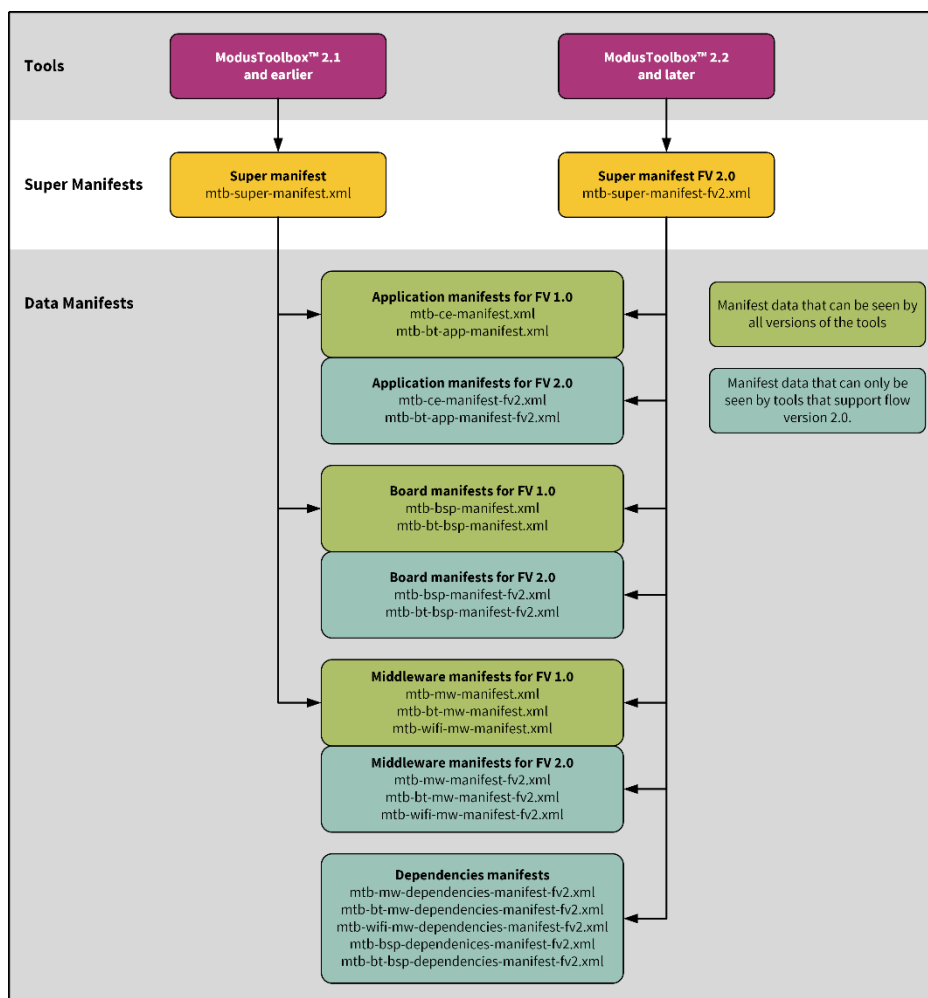 Tools
ModusToolbox™ 2.1
and earlier
ModusToolbox™ 2.2
and later
Super Manifests
Super manifest
mtb-super-manifest.xml
Super manifest FV 2.0
mtb-super-manifest-fv2.xml
Data Manifests
Application manifests for FV 1.0
mtb-ce-manifest.xml
mtb-bt-app-manifest.xml
Application manifests for FV 2.0
mtb-ce-manifest-fv2.xml
mtb-bt-app-manifest-fv2.xml
Board manifests for FV 1.0
mtb-bsp-manifest.xml
mtb-bt-bsp-manifest.xml
Board manifests for FV 2.0
mtb-bsp-manifest-fv2.xml
mtb-bt-bsp-manifest-fv2.xml
Middleware manifests for FV 1.0
mtb-mw-manifest.xml
mtb-bt-mw-manifest.xml
mtb-wifi-mw-manifest.xml
Middleware manifests for FV 2.0
mtb-mw-manifest-fv2.xml
mtb-bt-mw-manifest-fv2.xml
mtb-wifi-mw-manifest-fv2.xml
Dependencies manifests
mtb-mw-dependencies-manifest-fv2.xml
mtb-bt-mw-dependencies-manifest-fv2.xml
mtb-wifi-mw-dependencies-manifest-fv2.xml
mtb-bsp-dependenices-manifest-fv2.xml
mtb-bt-bsp-dependencies-manifest-fv2.xml
Manifest data that can be seen by
all versions of the tools
Manifest data that can only be
seen by tools that support flow
version 2.0.